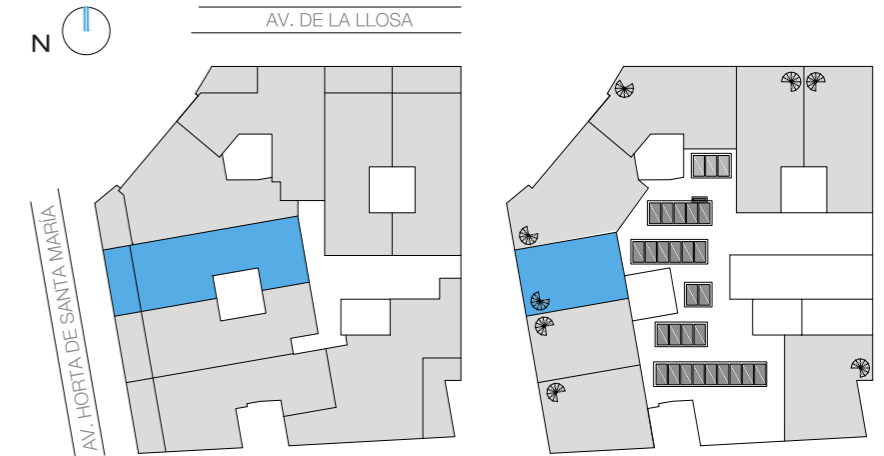 AV. DE LA LLOSA
N
AV. HORTA DE SANTA MARÍA